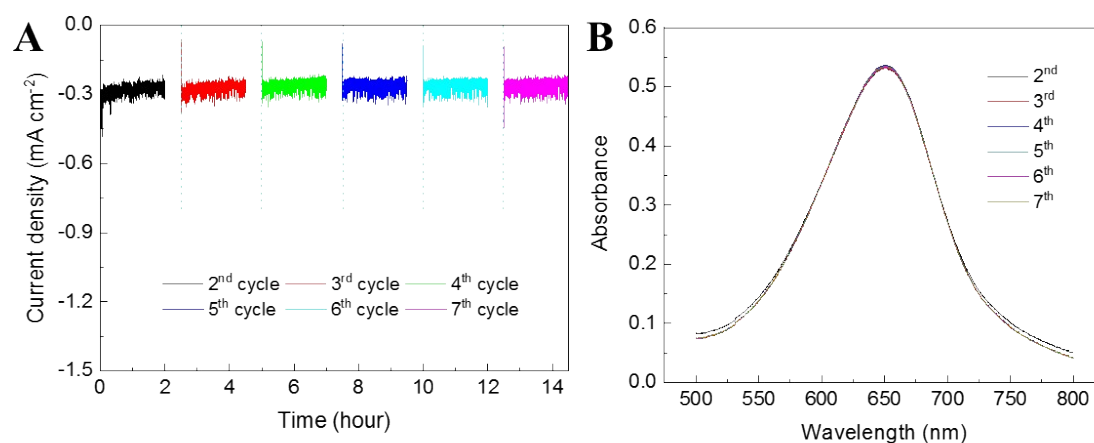 A
0.0
-0.3
-0.6
-0.9
-1.2
-1.5
Current density (mA cm⁻²)
2ⁿᵈ cycle 3ʳᵈ cycle 4ᵗʰ cycle
5ᵗʰ cycle 6ᵗʰ cycle 7ᵗʰ cycle
0 2 4 6 8 10 12 14
Time (hour)
B
0.6
0.5
0.4
0.3
0.2
0.1
0.0
Absorbance
2ⁿᵈ
3ʳᵈ
4ᵗʰ
5ᵗʰ
6ᵗʰ
7ᵗʰ
500 550 600 650 700 750 800
Wavelength (nm)